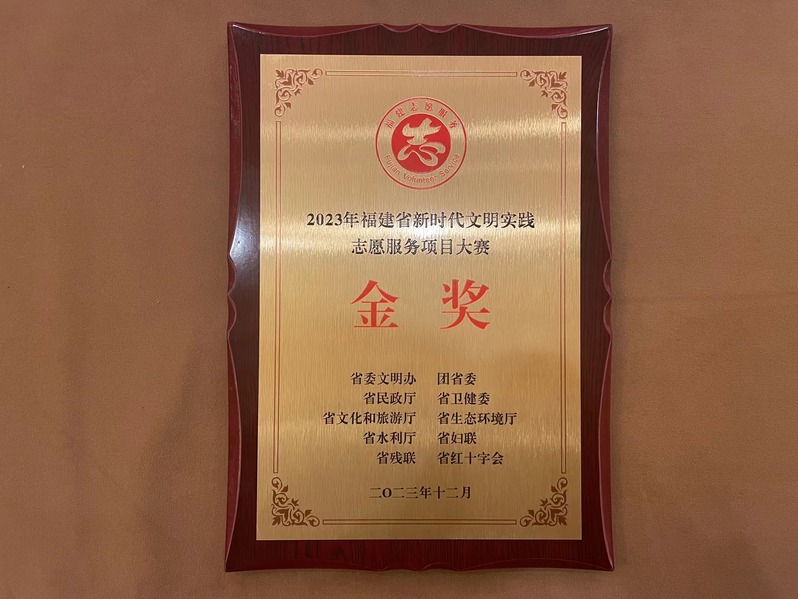 福建志愿服务
志
Fujian Volunteer Service
2023年福建省新时代文明实践
志愿服务项目大赛
金奖
省委文明办 团省委
省民政厅 省卫健委
省文化和旅游厅 省生态环境厅
省水利厅 省妇联
省残联 省红十字会
二〇二三年十二月